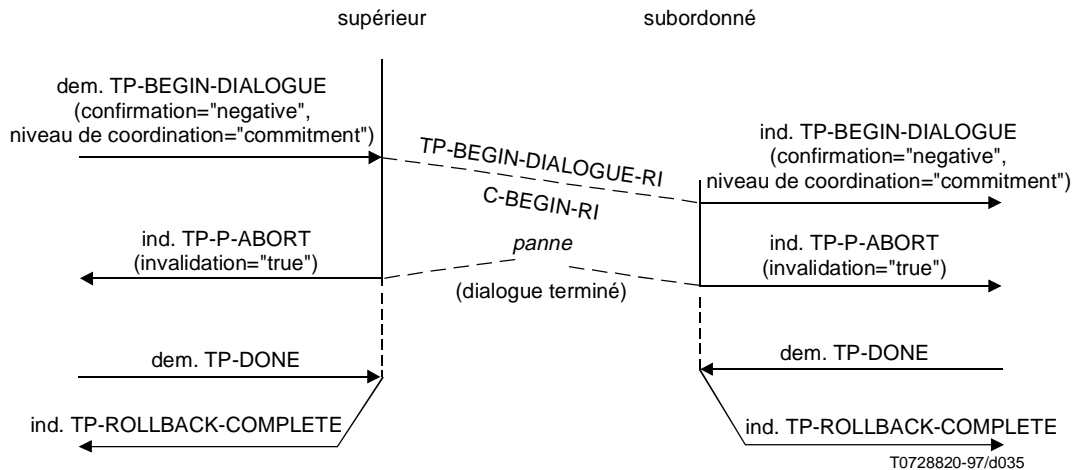 supérieur
subordonné
dem. TP-BEGIN-DIALOGUE
(confirmation="negative",
niveau de coordination="commitment")
TP-BEGIN-DIALOGUE-RI
C-BEGIN-RI
ind. TP-BEGIN-DIALOGUE
(confirmation="negative",
niveau de coordination="commitment")
ind. TP-P-ABORT
(invalidation="true")
panne
(dialogue terminé)
ind. TP-P-ABORT
(invalidation="true")
dem. TP-DONE
dem. TP-DONE
ind. TP-ROLLBACK-COMPLETE
ind. TP-ROLLBACK-COMPLETE
T0728820-97/d035